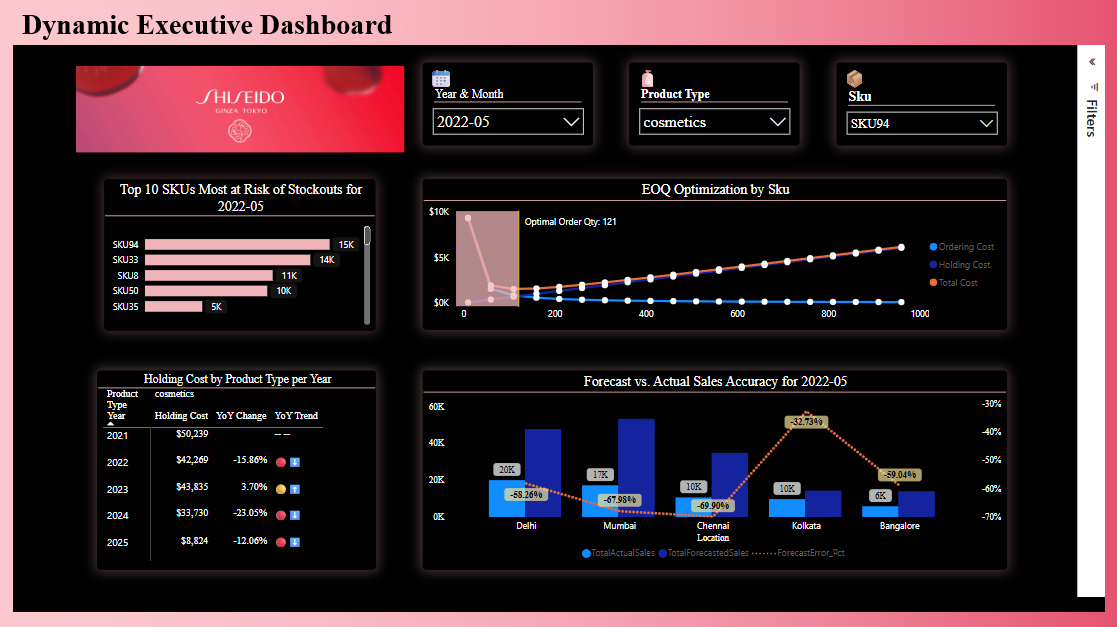 Dynamic Executive Dashboard
SHISEIDO
GINZA TOKYO
Year & Month
2022-05
Product Type
cosmetics
Sku
SKU94
Filters
Top 10 SKUs Most at Risk of Stockouts for
2022-05
SKU94 15K
SKU33 14K
SKU8 11K
SKU50 10K
SKU35 5K
EOQ Optimization by Sku
$10K
$5K
$0K
Optimal Order Qty: 121
0 200 400 600 800 1000
Ordering Cost
Holding Cost
Total Cost
Holding Cost by Product Type per Year
Product Type cosmetics
Year Holding Cost YoY Change YoY Trend
2021 $50,239 -- --
2022 $42,269 -15.86%
2023 $43,835 3.70%
2024 $33,730 -23.05%
2025 $8,824 -12.06%
Forecast vs. Actual Sales Accuracy for 2022-05
60K
40K
20K
0K
20K
17K
10K
10K
6K
-58.26%
-67.98%
-69.90%
-32.73%
-59.04%
-30%
-40%
-50%
-60%
-70%
Delhi Mumbai Chennai Kolkata Bangalore
Location
TotalActualSales TotalForecastedSales ForecastError_Pct